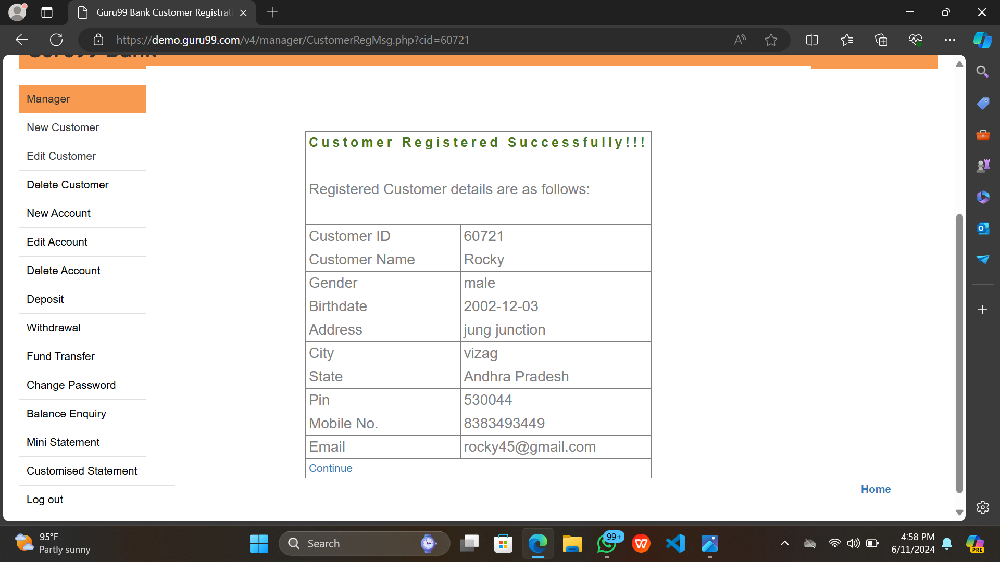 Guru99 Bank Customer Registrat
https://demo.guru99.com/v4/manager/CustomerRegMsg.php?cid=60721
Guru99 Bank
Manager
New Customer
Edit Customer
Delete Customer
New Account
Edit Account
Delete Account
Deposit
Withdrawal
Fund Transfer
Change Password
Balance Enquiry
Mini Statement
Customised Statement
Log out
Customer Registered Successfully!!!
Registered Customer details are as follows:
Customer ID 60721
Customer Name Rocky
Gender male
Birthdate 2002-12-03
Address jung junction
City vizag
State Andhra Pradesh
Pin 530044
Mobile No. 8383493449
Email rocky45@gmail.com
Continue
Home
95°F
Partly sunny
Search
99+
4:58 PM
6/11/2024
PRE